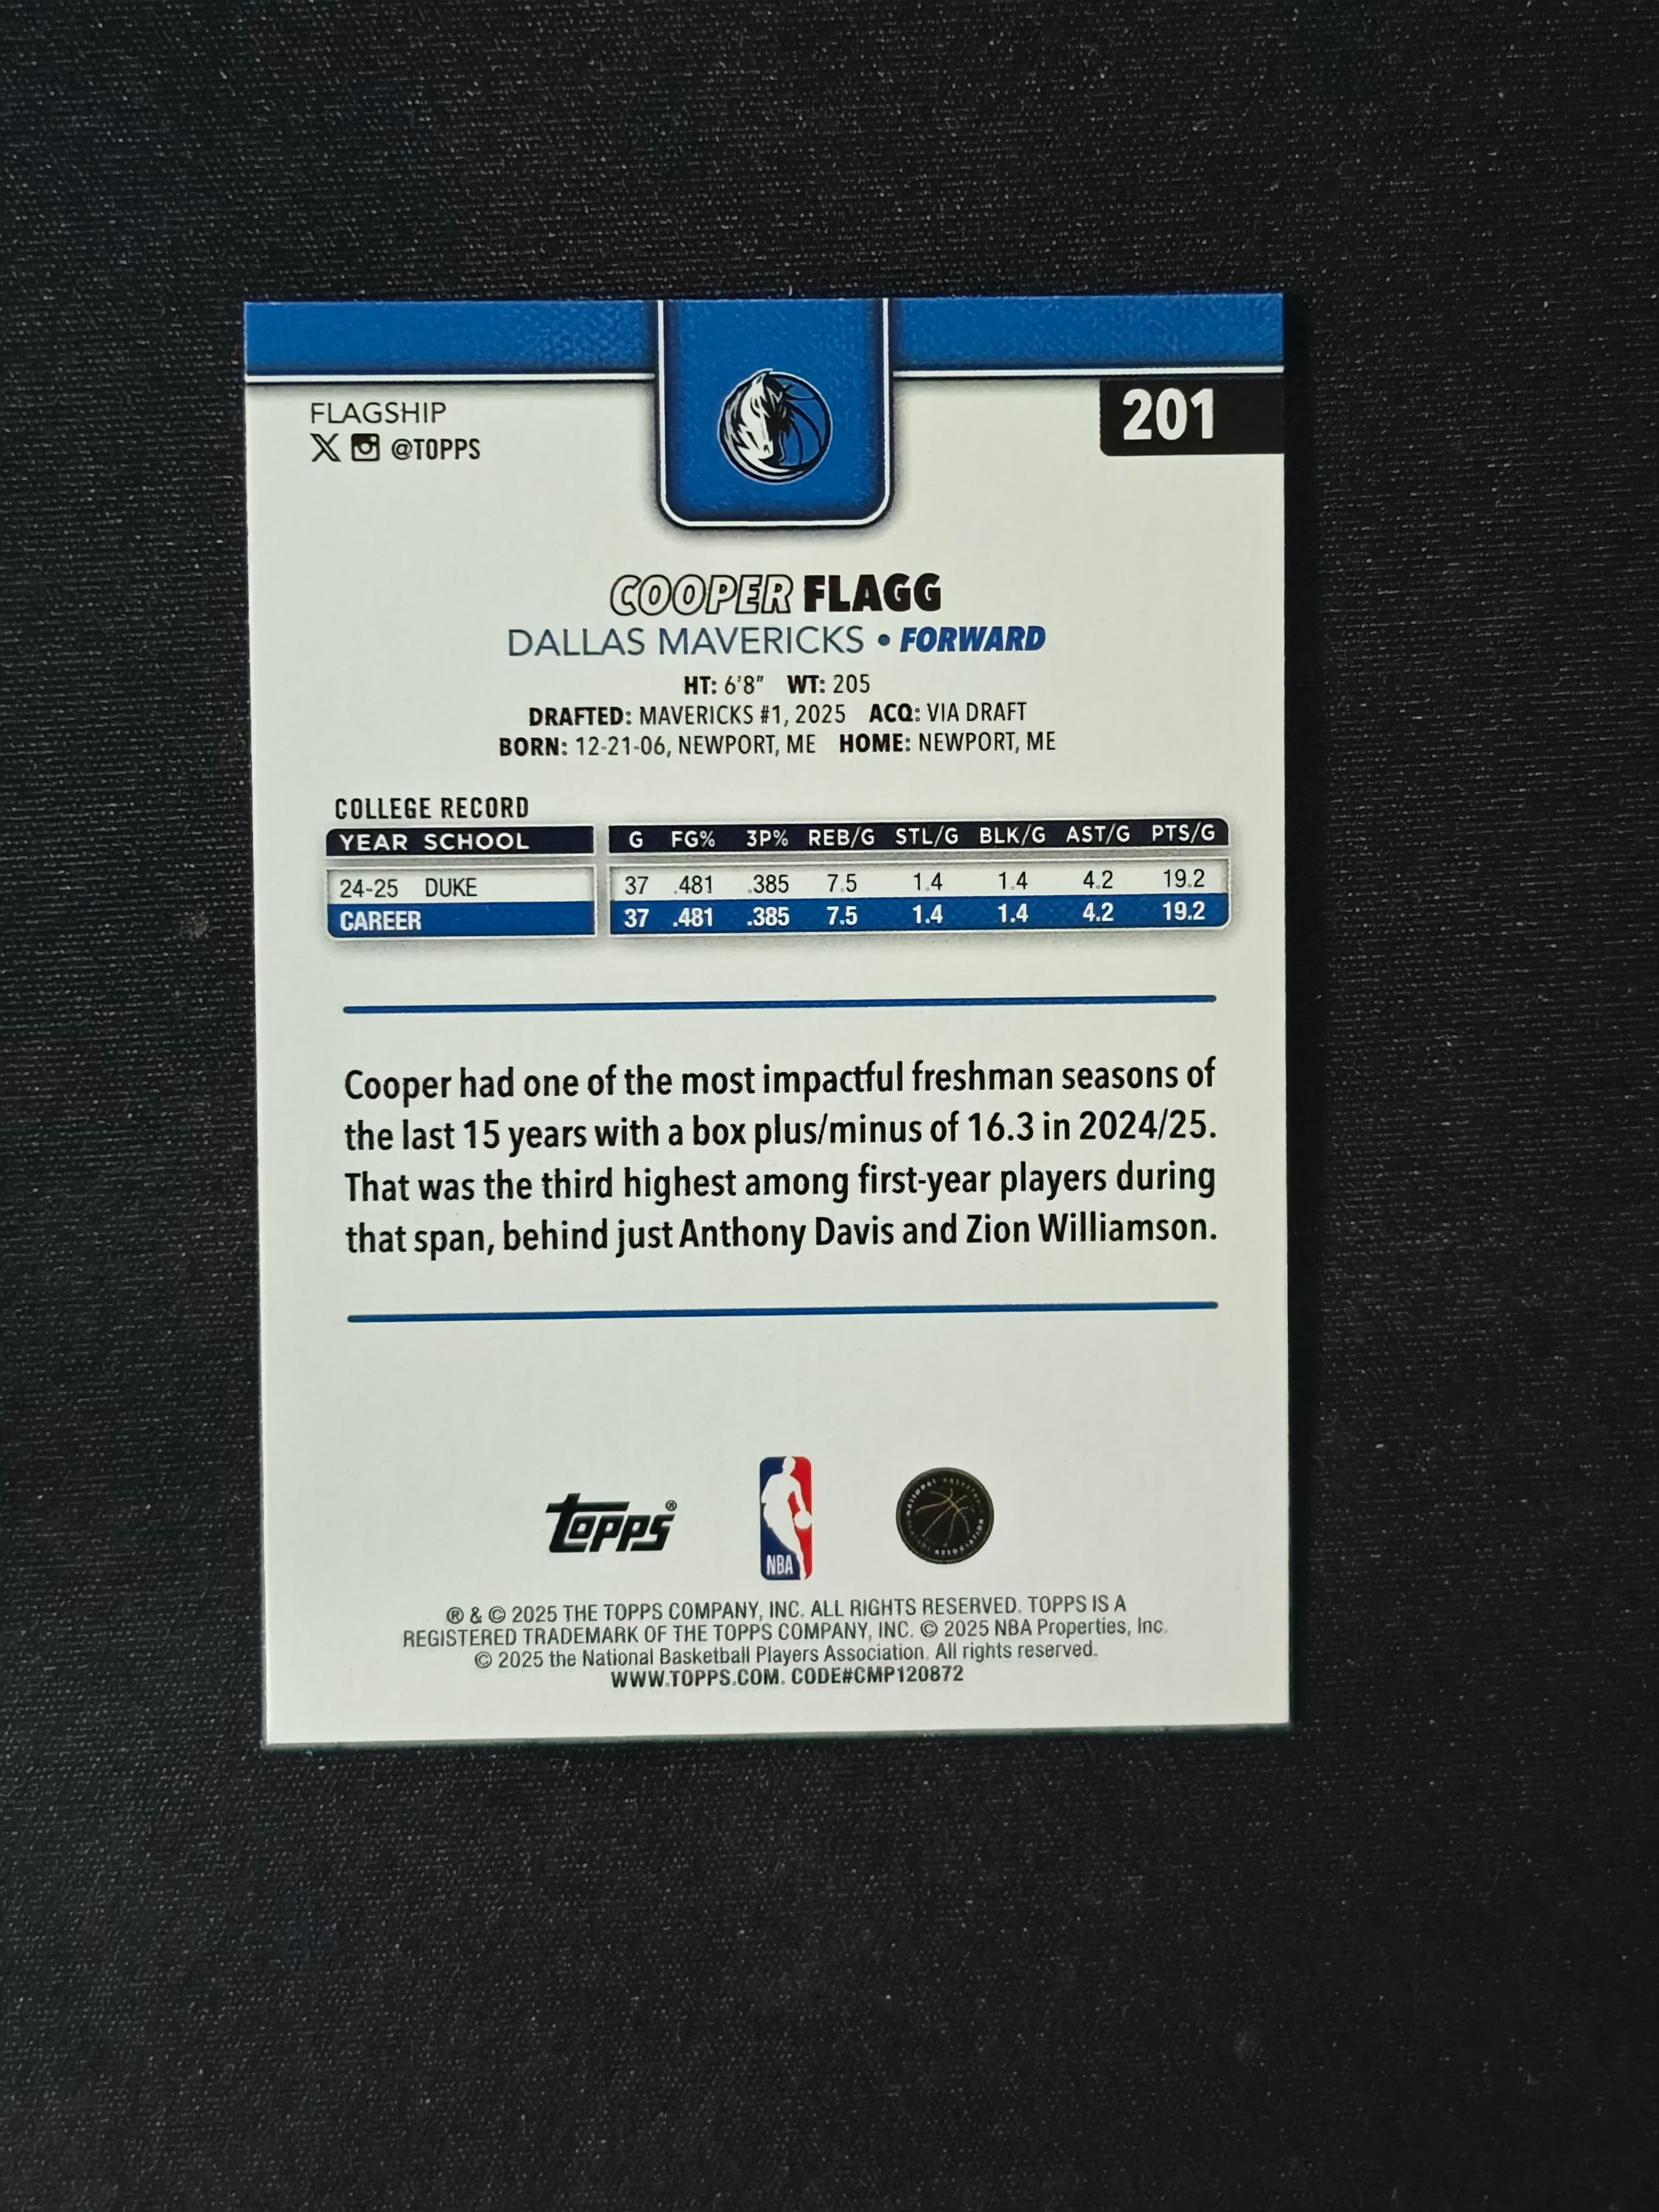 FLAGSHIP
@TOPPS
201
COOPER FLAGG
DALLAS MAVERICKS • FORWARD
HT: 6'8" WT: 205
DRAFTED: MAVERICKS #1, 2025 ACQ: VIA DRAFT
BORN: 12-21-06, NEWPORT, ME HOME: NEWPORT, ME
COLLEGE RECORD
YEAR SCHOOL G FG% 3P% REB/G STL/G BLK/G AST/G PTS/G
24-25 DUKE 37 .481 .385 7.5 1.4 1.4 4.2 19.2
CAREER 37 .481 .385 7.5 1.4 1.4 4.2 19.2
Cooper had one of the most impactful freshman seasons of
the last 15 years with a box plus/minus of 16.3 in 2024/25.
That was the third highest among first-year players during
that span, behind just Anthony Davis and Zion Williamson.
Topps®
NBA
® & © 2025 THE TOPPS COMPANY, INC. ALL RIGHTS RESERVED. TOPPS IS A
REGISTERED TRADEMARK OF THE TOPPS COMPANY, INC. © 2025 NBA Properties, Inc.
© 2025 the National Basketball Players Association. All rights reserved.
WWW.TOPPS.COM. CODE#CMP120872